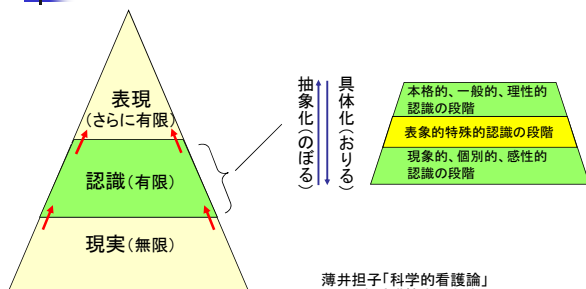 表現
(さらに有限)
認識(有限)
現実(無限)
抽象化(のぼる)
具体化(おりる)
本格的、一般的、理性的
認識の段階
表象的特殊的認識の段階
現象的、個別的、感性的
認識の段階
薄井担子「科学的看護論」